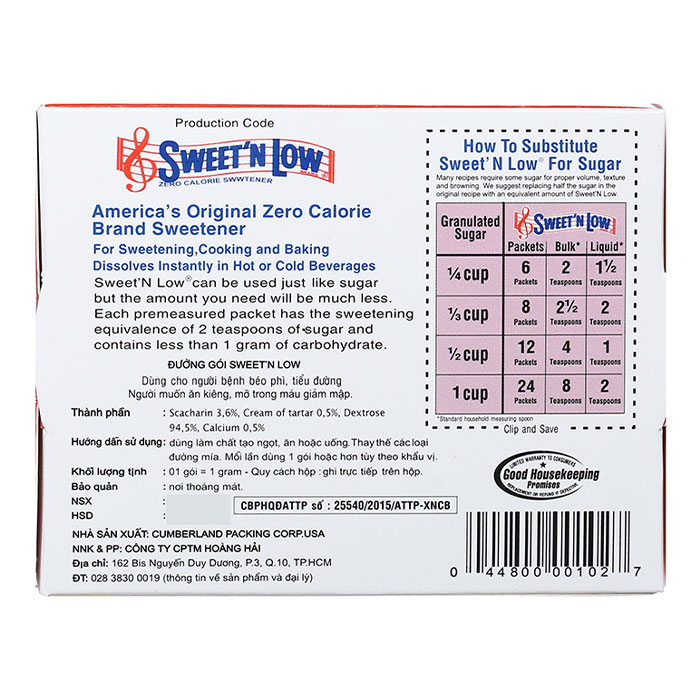 Production Code
SWEET'N LOW®
ZERO CALORIE SWWTENER
America's Original Zero Calorie
Brand Sweetener
For Sweetening,Cooking and Baking
Dissolves Instantly in Hot or Cold Beverages
Sweet'N Low® can be used just like sugar
but the amount you need will be much less.
Each premeasured packet has the sweetening
equivalence of 2 teaspoons of sugar and
contains less than 1 gram of carbohydrate.
ĐƯỜNG GÓI SWEET'N LOW
Dùng cho người bệnh béo phì, tiểu đường
Người muốn ăn kiêng, mỡ trong máu giảm mập.
Thành phần : Scacharin 3,6%, Cream of tartar 0,5%, Dextrose
94,5%, Calcium 0,5%
Hướng dẫn sử dụng: dùng làm chất tạo ngọt, ăn hoặc uống. Thay thế các loại
đường mía. Mổi lần dùng 1 gói hoặc hơn tùy theo khẩu vị.
Khối lượng tịnh : 01 gói = 1 gram - Quy cách hộp : ghi trực tiếp trên hộp.
Bảo quản : nơi thoáng mát.
NSX :
HSD :
CBPHQĐATTP số : 25540/2015/ATTP-XNCB
NHÀ SẢN XUẤT: CUMBERLAND PACKING CORP.USA
NNK & PP: CÔNG TY CPTM HOÀNG HẢI
Địa chỉ: 162 Bis Nguyễn Duy Dương, P.3, Q.10, TP.HCM
ĐT: 028 3830 0019 (thông tin về sản phẩm và đại lý)
How To Substitute
Sweet'N Low® For Sugar
Many recipes require some sugar for proper volume, texture
and browning. We suggest replacing half the sugar in the
original recipe with an equivalent amount of Sweet'N Low.
Granulated Sugar SWEET'N LOW
Packets Bulk* Liquid*
1/4 cup 6 Packets 2 Teaspoons 1½ Teaspoons
1/3 cup 8 Packets 2½ Teaspoons 2 Teaspoons
1/2 cup 12 Packets 4 Teaspoons 1 Teaspoons
1 cup 24 Packets 8 Teaspoons 2 Teaspoons
*Standard household measuring spoon
Clip and Save
LIMITED WARRANTY TO CONSUMERS
Good Housekeeping
Promises
REPLACEMENT OR REFUND IF DEFECTIVE
0 44800 00102 7